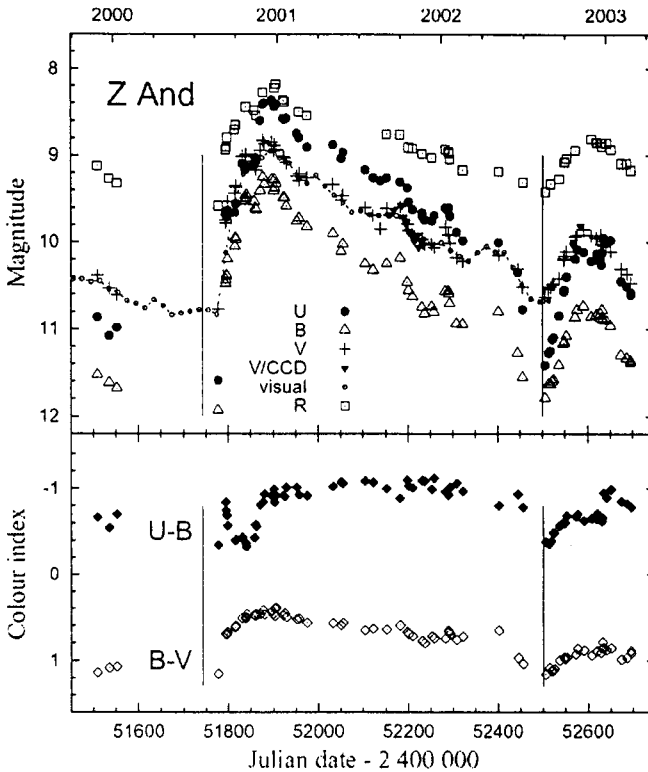 2000 2001 2002 2003
Z And
8
9
10
11
12
Magnitude
U
B
V
V/CCD
visual
R
-1
0
1
Colour index
U-B
B-V
51600 51800 52000 52200 52400 52600
Julian date - 2 400 000